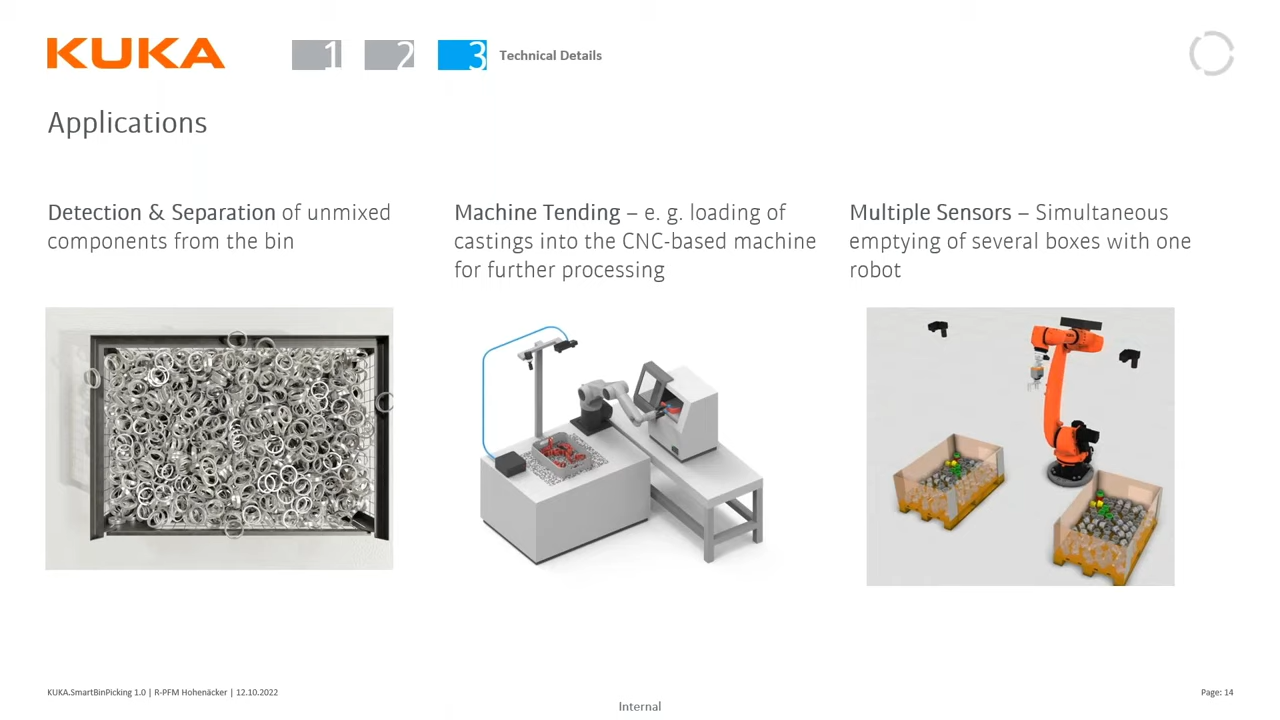 KUKA
1 2 3 Technical Details
Applications
Detection & Separation of unmixed
components from the bin
Machine Tending – e. g. loading of
castings into the CNC-based machine
for further processing
Multiple Sensors – Simultaneous
emptying of several boxes with one
robot
KUKA.SmartBinPicking 1.0 | R-PFM Hohenäcker | 12.10.2022
Page: 14
Internal